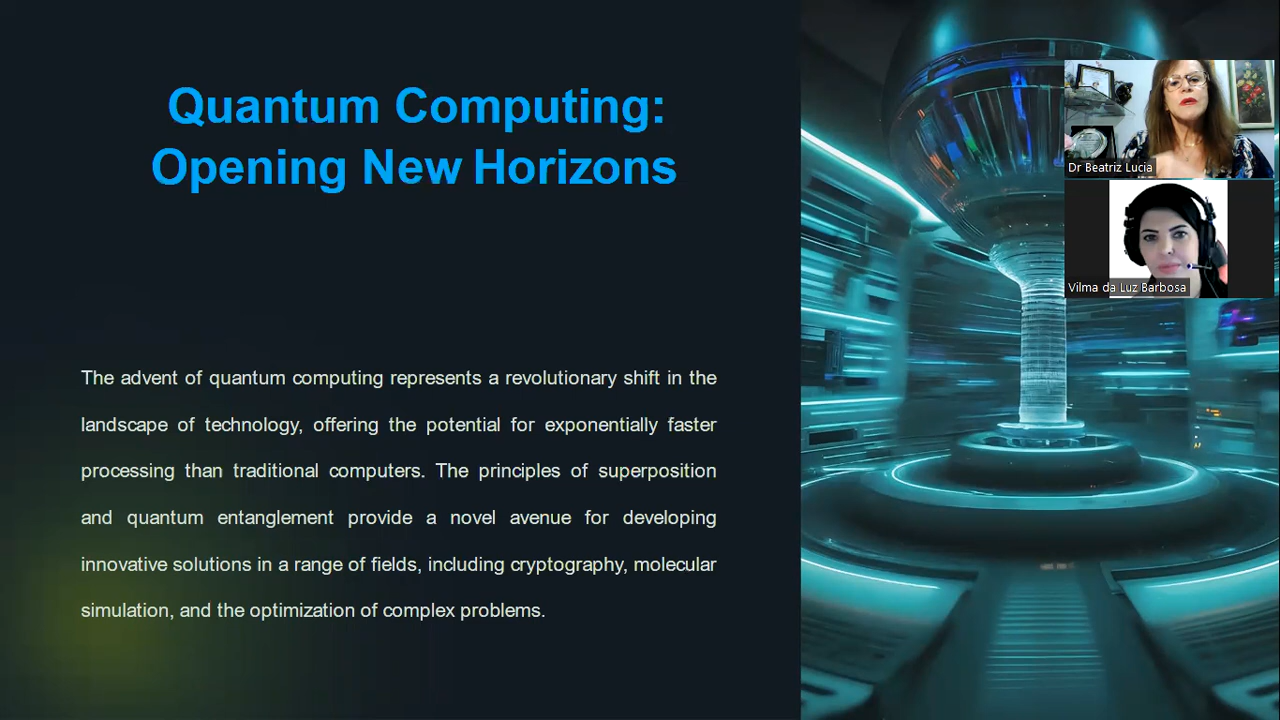 Quantum Computing:
Opening New Horizons
The advent of quantum computing represents a revolutionary shift in the
landscape of technology, offering the potential for exponentially faster
processing than traditional computers. The principles of superposition
and quantum entanglement provide a novel avenue for developing
innovative solutions in a range of fields, including cryptography, molecular
simulation, and the optimization of complex problems.
Dr Beatriz Lucia
Vilma da Luz Barbosa